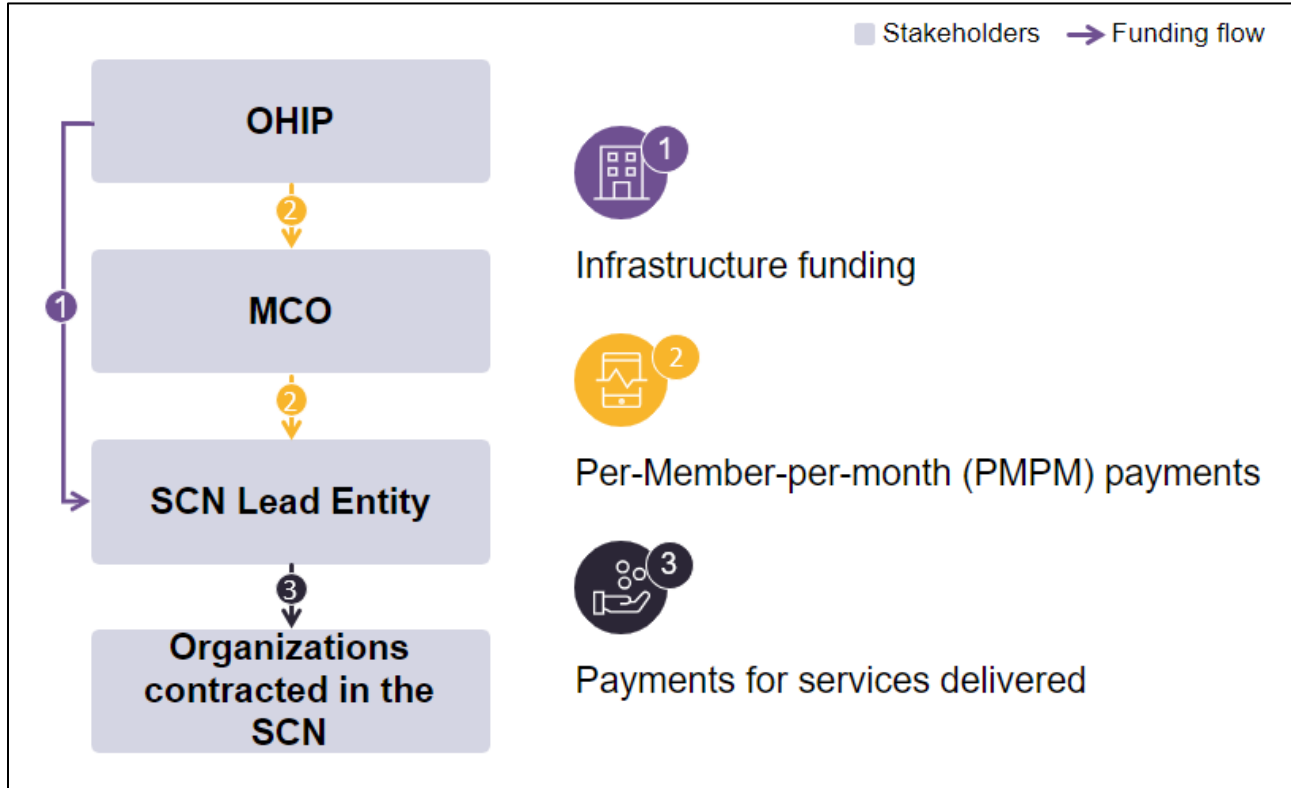 Stakeholders
Funding flow
OHIP
2
MCO
1
2
SCN Lead Entity
3
Organizations
contracted in the
SCN
1
Infrastructure funding
2
Per-Member-per-month (PMPM) payments
3
Payments for services delivered